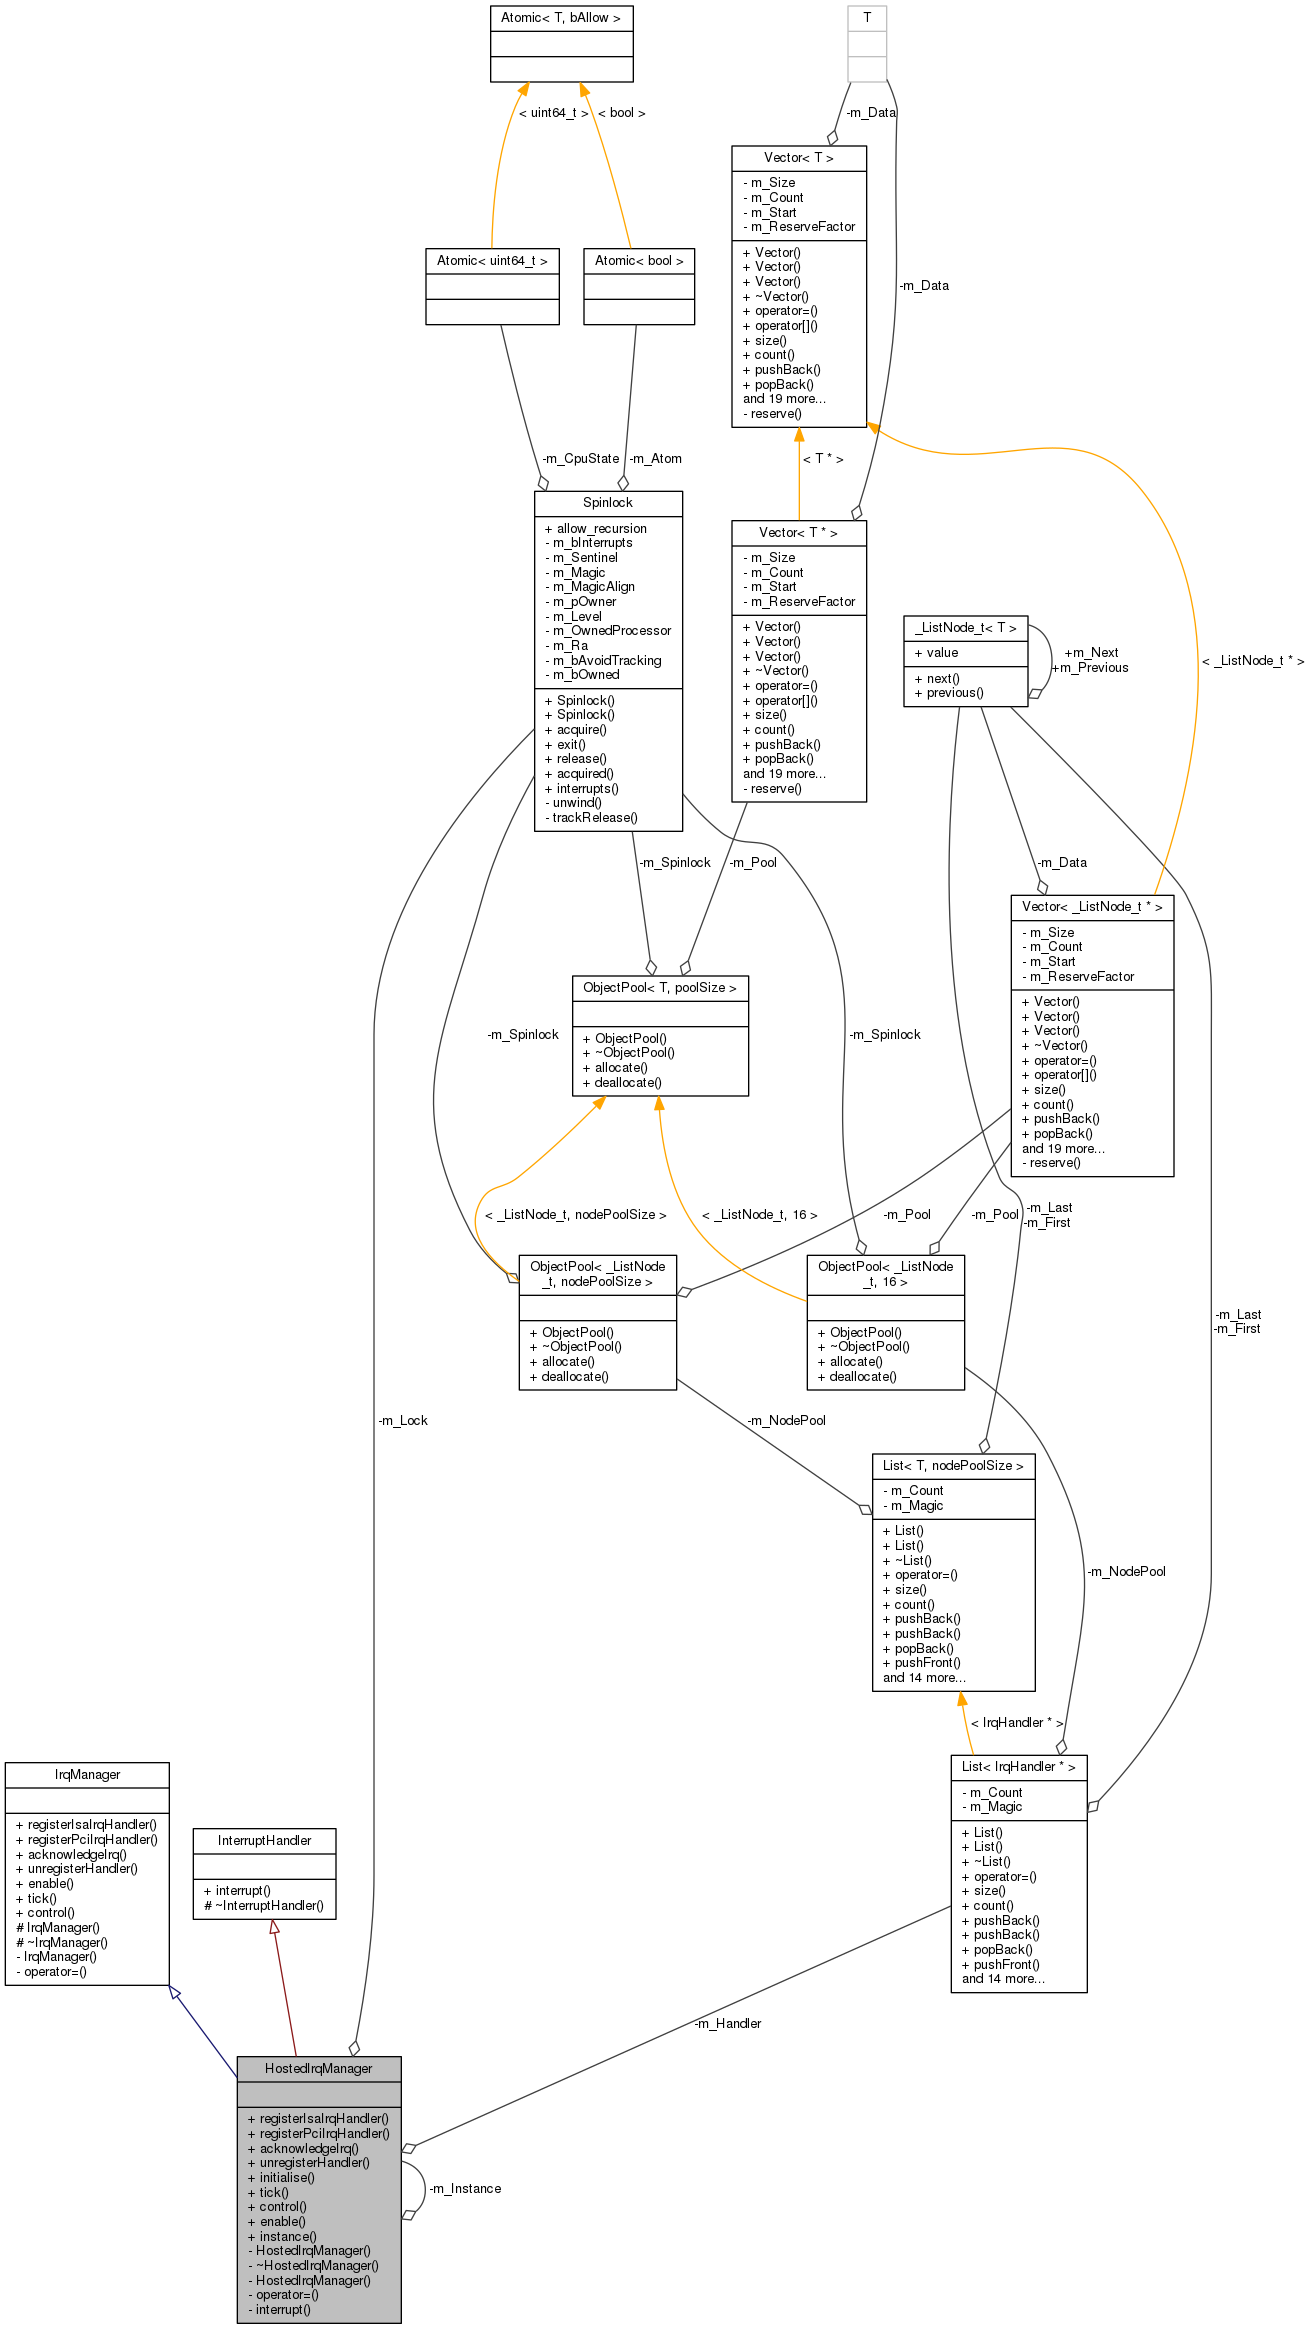 Atomic< T, bAllow >
T
< uint64_t >
< bool >
-m_Data
Vector< T >
- m_Size
- m_Count
- m_Start
- m_ReserveFactor
+ Vector()
+ Vector()
+ Vector()
+ ~Vector()
+ operator=()
+ operator[]()
+ size()
+ count()
+ pushBack()
+ popBack()
and 19 more...
- reserve()
Atomic< uint64_t >
Atomic< bool >
-m_Data
-m_CpuState
-m_Atom
< T * >
Spinlock
+ allow_recursion
- m_bInterrupts
- m_Sentinel
- m_Magic
- m_MagicAlign
- m_pOwner
- m_Level
- m_OwnedProcessor
- m_Ra
- m_bAvoidTracking
- m_bOwned
+ Spinlock()
+ Spinlock()
+ acquire()
+ exit()
+ release()
+ acquired()
+ interrupts()
- unwind()
- trackRelease()
Vector< T * >
- m_Size
- m_Count
- m_Start
- m_ReserveFactor
+ Vector()
+ Vector()
+ Vector()
+ ~Vector()
+ operator=()
+ operator[]()
+ size()
+ count()
+ pushBack()
+ popBack()
and 19 more...
- reserve()
_ListNode_t< T >
+ value
+ next()
+ previous()
+m_Next
+m_Previous
< _ListNode_t * >
-m_Spinlock
-m_Pool
-m_Data
Vector< _ListNode_t * >
- m_Size
- m_Count
- m_Start
- m_ReserveFactor
+ Vector()
+ Vector()
+ Vector()
+ ~Vector()
+ operator=()
+ operator[]()
+ size()
+ count()
+ pushBack()
+ popBack()
and 19 more...
- reserve()
ObjectPool< T, poolSize >
+ ObjectPool()
+ ~ObjectPool()
+ allocate()
+ deallocate()
-m_Spinlock
-m_Spinlock
< _ListNode_t, nodePoolSize >
< _ListNode_t, 16 >
-m_Pool
-m_Pool
-m_Last
-m_First
ObjectPool< _ListNode
_t, nodePoolSize >
+ ObjectPool()
+ ~ObjectPool()
+ allocate()
+ deallocate()
ObjectPool< _ListNode
_t, 16 >
+ ObjectPool()
+ ~ObjectPool()
+ allocate()
+ deallocate()
-m_Last
-m_First
-m_Lock
-m_NodePool
List< T, nodePoolSize >
- m_Count
- m_Magic
+ List()
+ List()
+ ~List()
+ operator=()
+ size()
+ count()
+ pushBack()
+ pushBack()
+ popBack()
+ pushFront()
and 14 more...
-m_NodePool
< IrqHandler * >
List< IrqHandler * >
- m_Count
- m_Magic
+ List()
+ List()
+ ~List()
+ operator=()
+ size()
+ count()
+ pushBack()
+ pushBack()
+ popBack()
+ pushFront()
and 14 more...
IrqManager
+ registerIsaIrqHandler()
+ registerPciIrqHandler()
+ acknowledgeIrq()
+ unregisterHandler()
+ enable()
+ tick()
+ control()
# IrqManager()
# ~IrqManager()
- IrqManager()
- operator=()
InterruptHandler
+ interrupt()
# ~InterruptHandler()
-m_Handler
HostedIrqManager
+ registerIsaIrqHandler()
+ registerPciIrqHandler()
+ acknowledgeIrq()
+ unregisterHandler()
+ initialise()
+ tick()
+ control()
+ enable()
+ instance()
- HostedIrqManager()
- ~HostedIrqManager()
- HostedIrqManager()
- operator=()
- interrupt()
-m_Instance